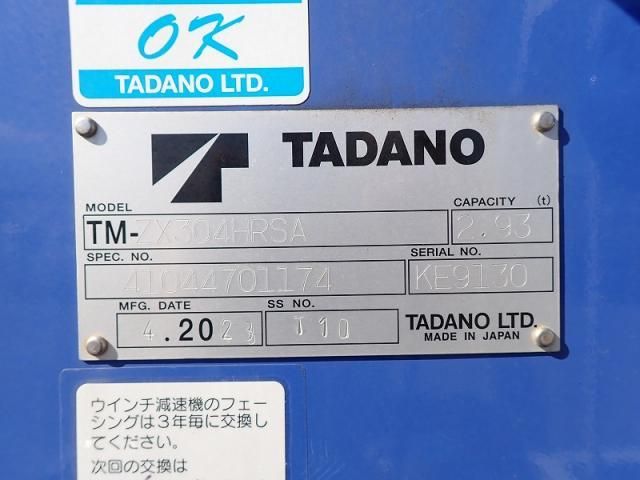 OK
TADANO LTD.
TADANO
MODEL
CAPACITY (t)
TM-ZX304HRSA
2.93
SPEC. NO.
SERIAL NO.
41044701174
KE9130
MFG. DATE
SS NO.
4.2023
J10
TADANO LTD.
MADE IN JAPAN
ウインチ減速機のフェー
シングは3年毎に交換し
てください。
次回の交換は